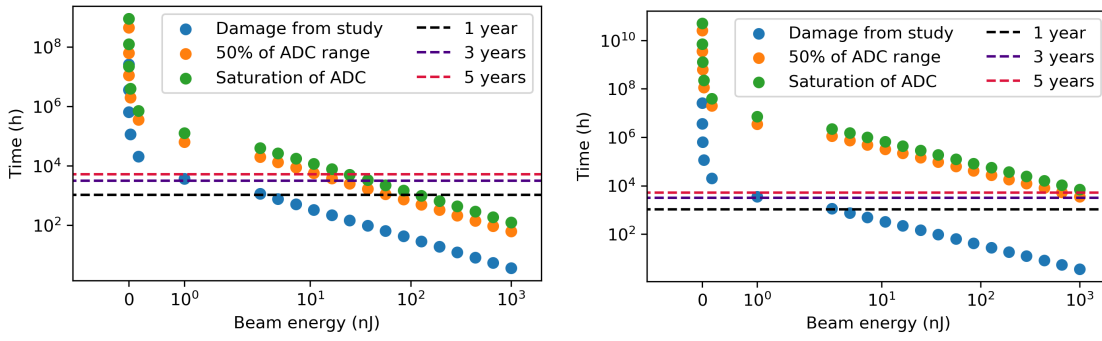 Time (h)
10^8
10^6
10^4
10^2
0
10^0
10^1
10^2
10^3
Beam energy (nJ)
Damage from study
50% of ADC range
Saturation of ADC
1 year
3 years
5 years
Time (h)
10^10
10^8
10^6
10^4
10^2
0
10^0
10^1
10^2
10^3
Beam energy (nJ)
Damage from study
50% of ADC range
Saturation of ADC
1 year
3 years
5 years